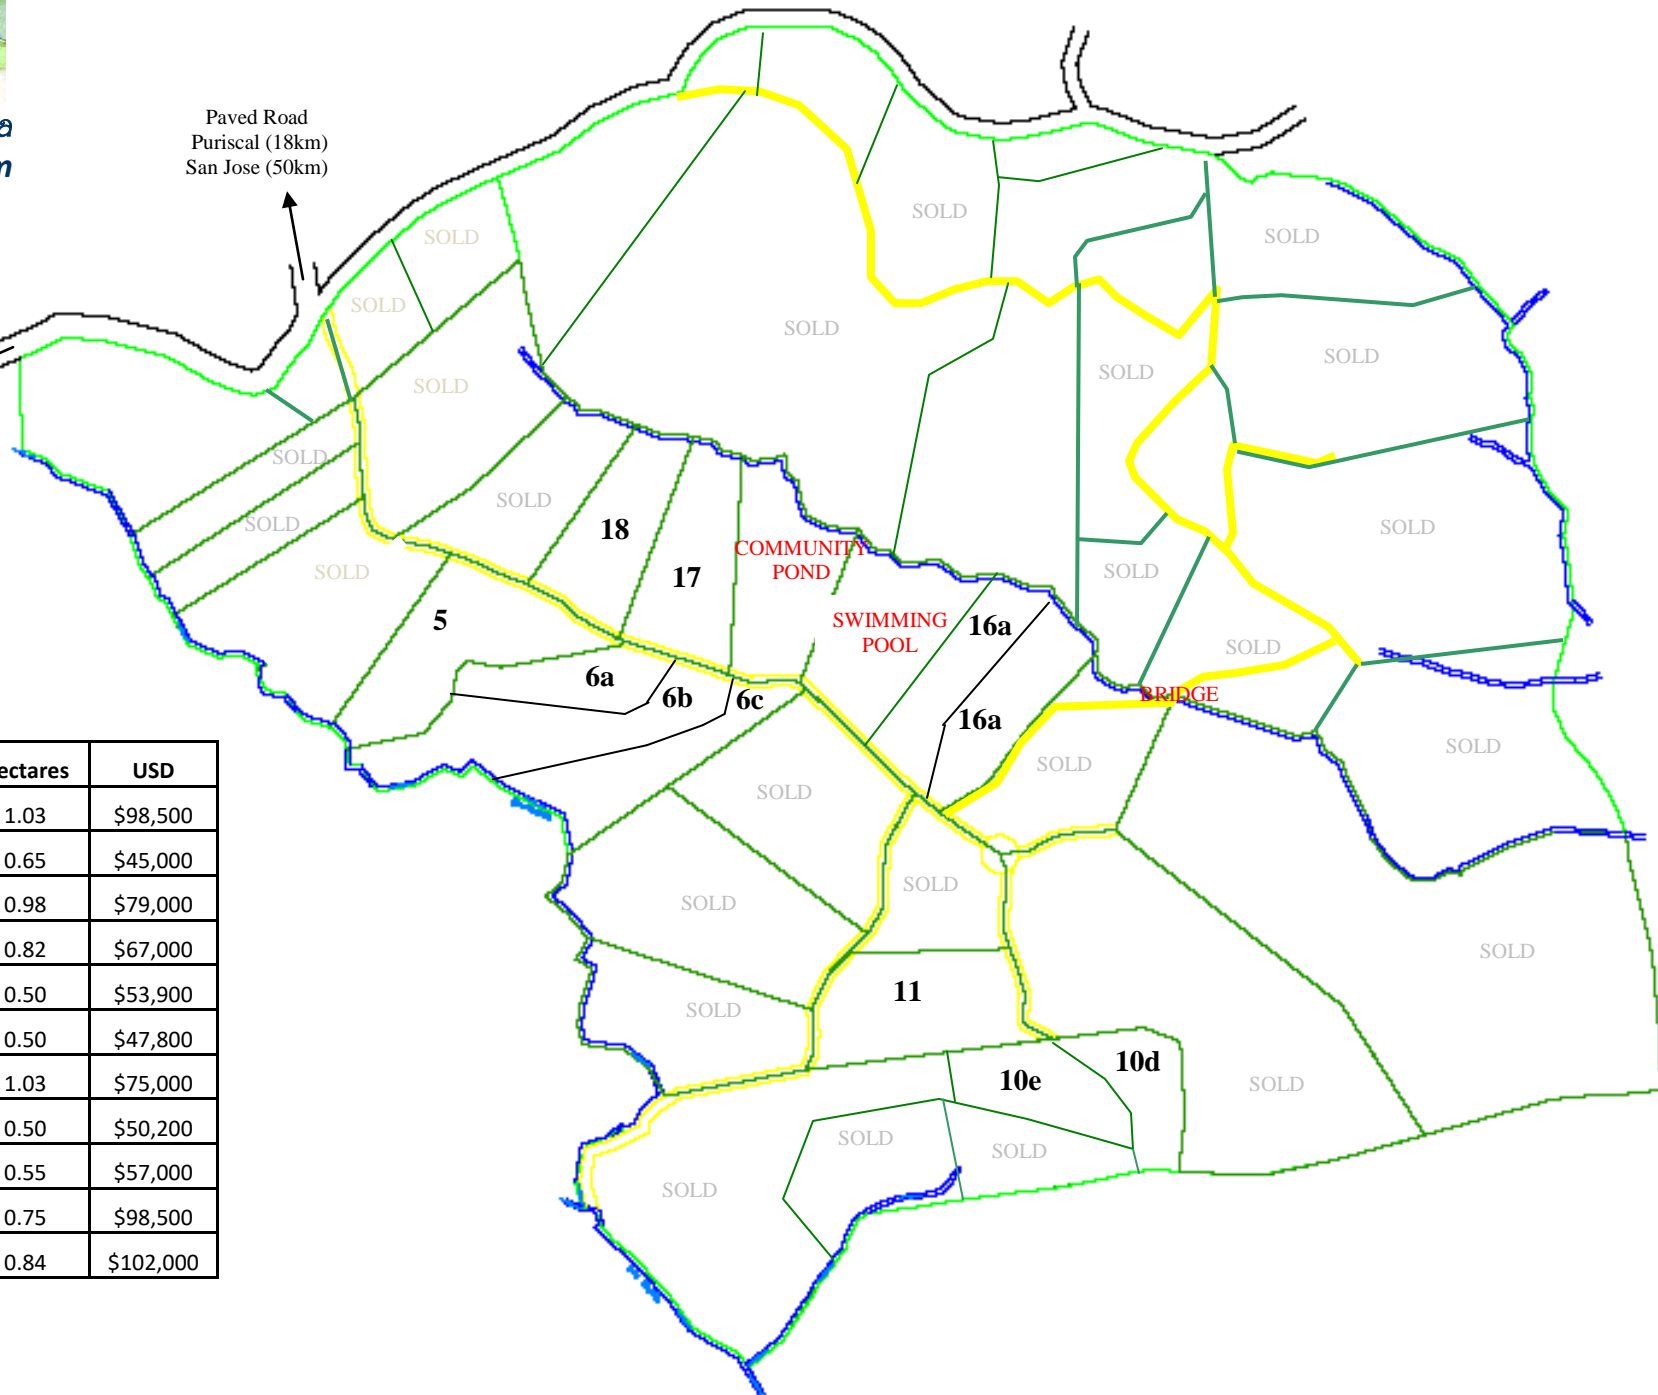 a
m
Paved Road
Puriscal (18km)
San Jose (50km)
SOLD
SOLD
SOLD
SOLD
SOLD
SOLD
SOLD
SOLD
SOLD
SOLD
SOLD
SOLD
SOLD
SOLD
18
17
5
COMMUNITY
POND
SWIMMING
POOL
16a
SOLD
SOLD
6a
6b
6c
16a
BRIDGE
SOLD
SOLD
SOLD
SOLD
SOLD
SOLD
SOLD
11
SOLD
10e
10d
SOLD
SOLD
SOLD
SOLD
ectares USD
1.03 $98,500
0.65 $45,000
0.98 $79,000
0.82 $67,000
0.50 $53,900
0.50 $47,800
1.03 $75,000
0.50 $50,200
0.55 $57,000
0.75 $98,500
0.84 $102,000